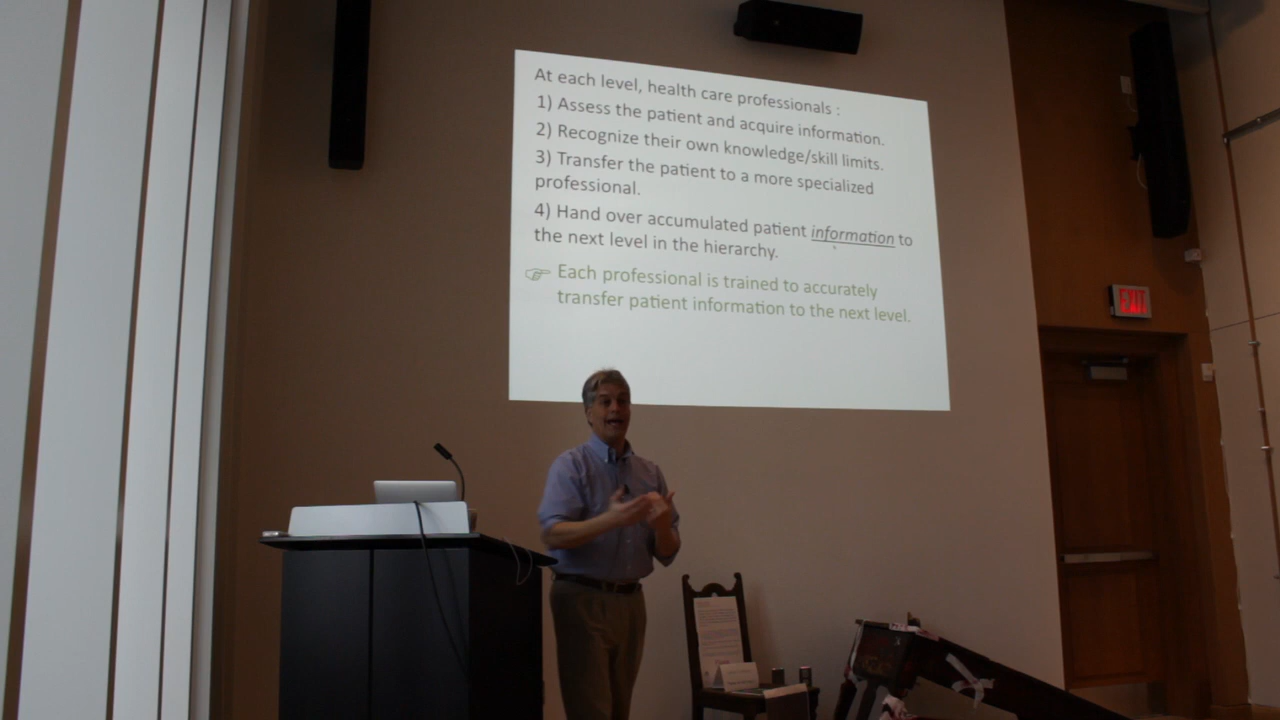 At each level, health care professionals :
1) Assess the patient and acquire information.
2) Recognize their own knowledge/skill limits.
3) Transfer the patient to a more specialized
professional.
4) Hand over accumulated patient information to
the next level in the hierarchy.
☞ Each professional is trained to accurately
transfer patient information to the next level.
EXIT